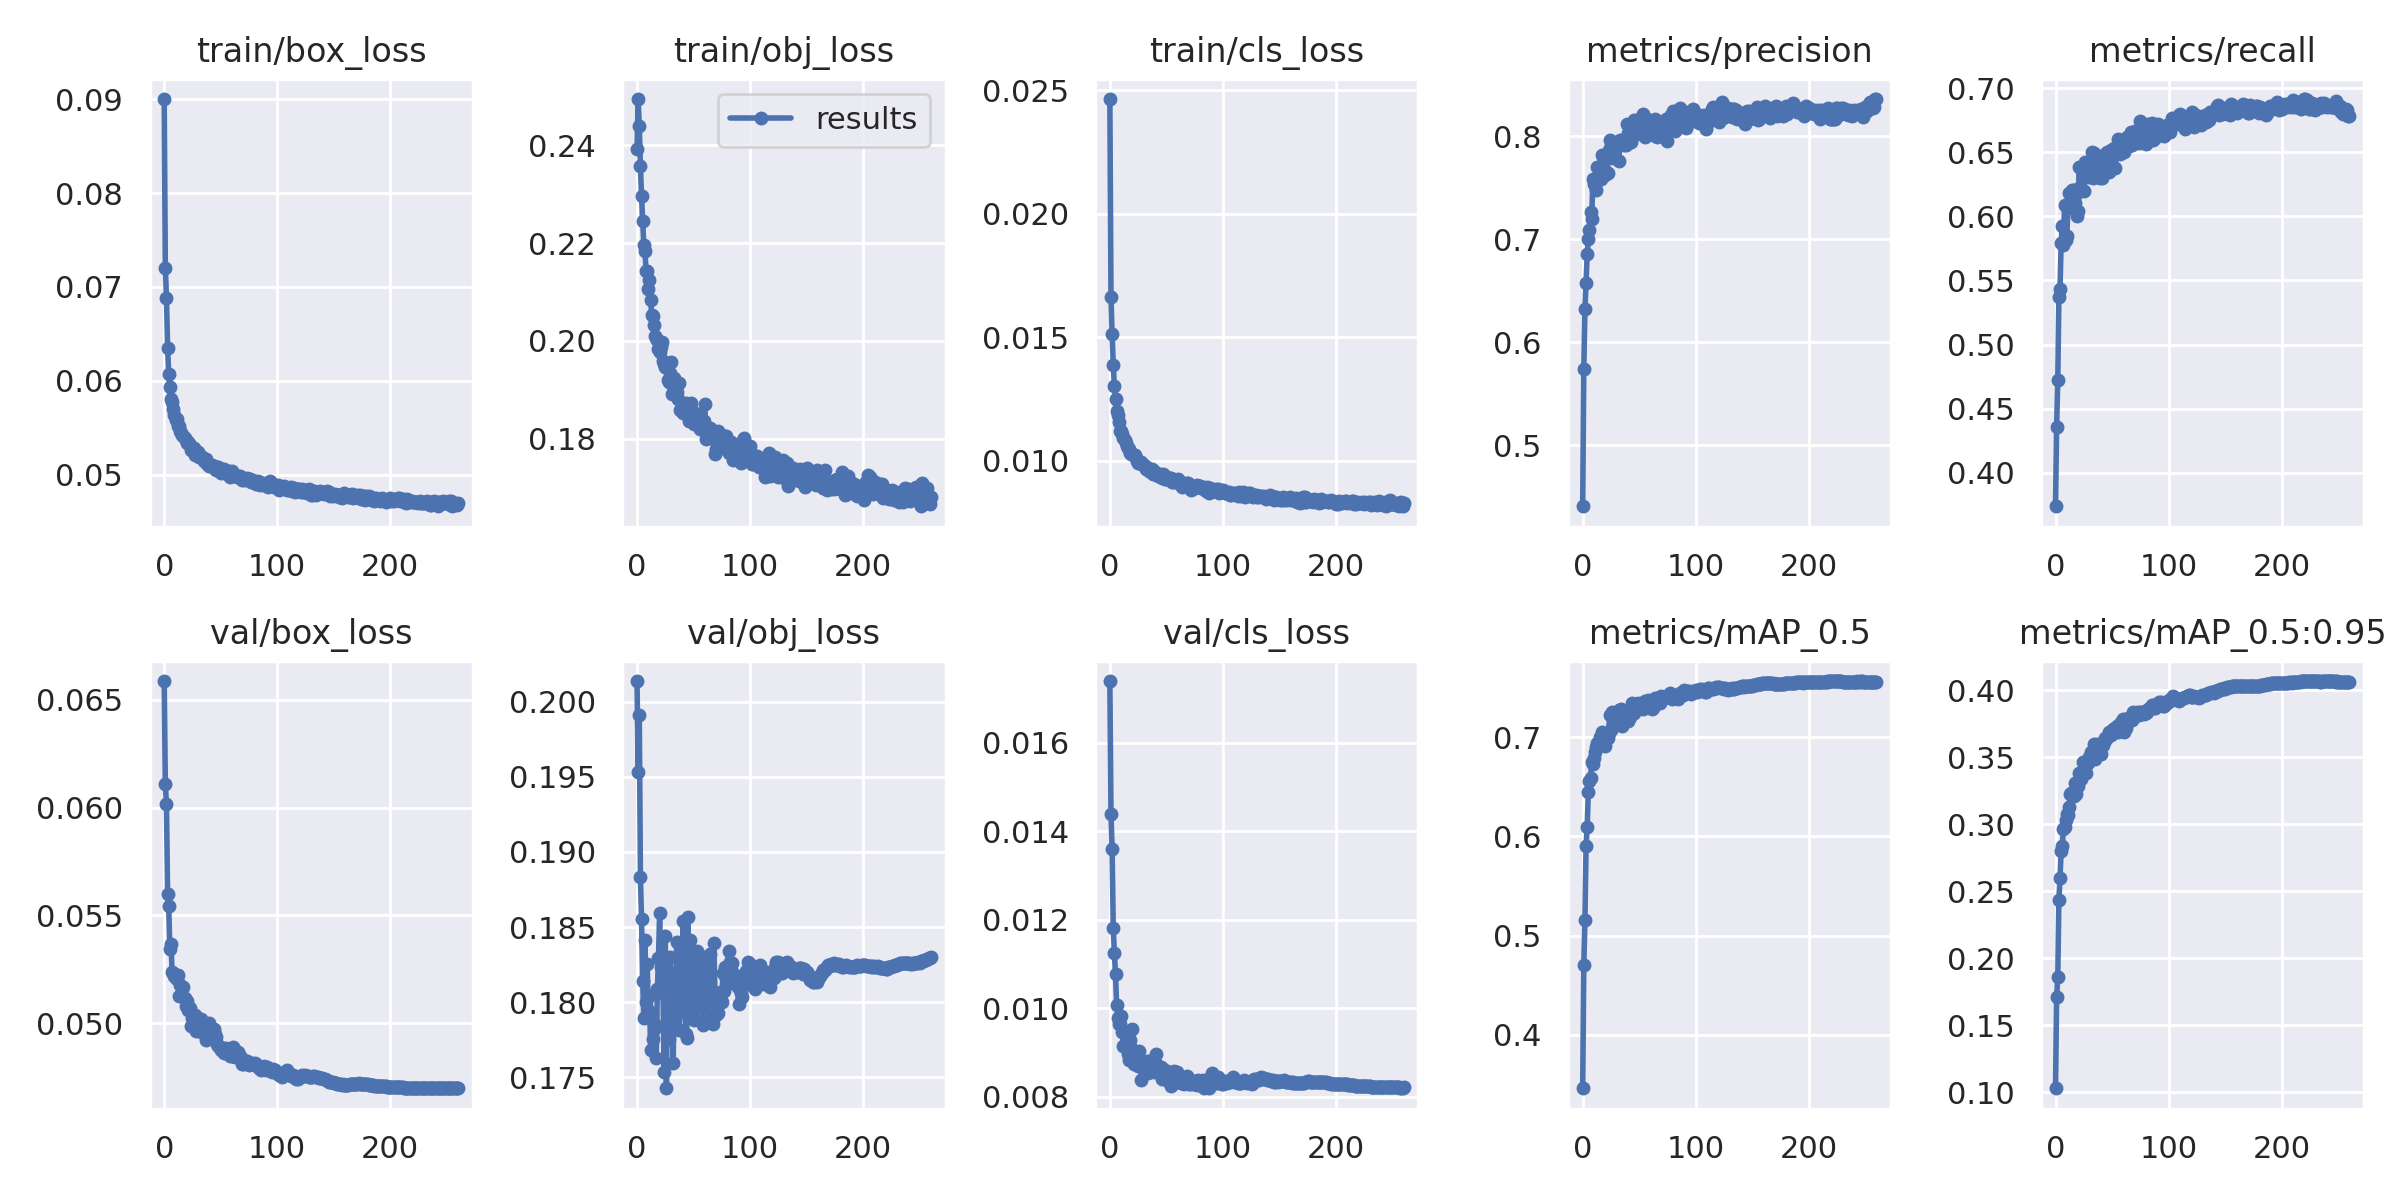 train/box_loss
0.09
0.08
0.07
0.06
0.05
0 100 200
train/obj_loss
results
0.24
0.22
0.20
0.18
0 100 200
train/cls_loss
0.025
0.020
0.015
0.010
0 100 200
metrics/precision
0.8
0.7
0.6
0.5
0 100 200
metrics/recall
0.70
0.65
0.60
0.55
0.50
0.45
0.40
0 100 200
val/box_loss
0.065
0.060
0.055
0.050
0 100 200
val/obj_loss
0.200
0.195
0.190
0.185
0.180
0.175
0 100 200
val/cls_loss
0.016
0.014
0.012
0.010
0.008
0 100 200
metrics/mAP_0.5
0.7
0.6
0.5
0.4
0 100 200
metrics/mAP_0.5:0.95
0.40
0.35
0.30
0.25
0.20
0.15
0.10
0 100 200